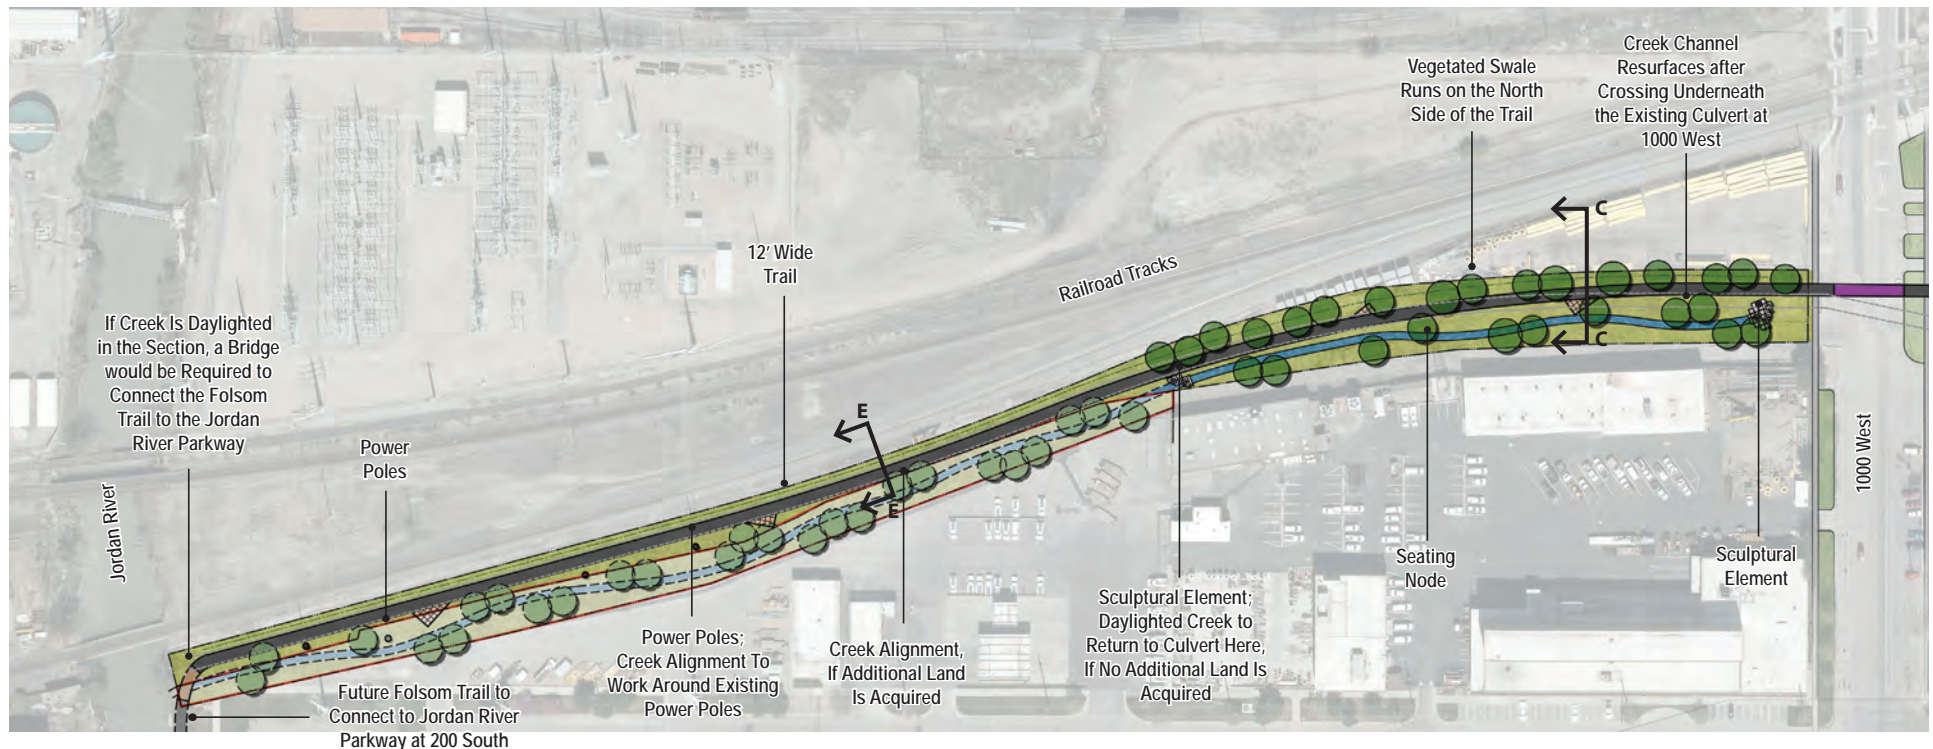 Creek Channel
Resurfaces after
Crossing Underneath
the Existing Culvert at
1000 West
Vegetated Swale
Runs on the North
Side of the Trail
C
C
12' Wide
Trail
Railroad Tracks
If Creek Is Daylighted
in the Section, a Bridge
would be Required to
Connect the Folsom
Trail to the Jordan
River Parkway
Power
Poles
E
E
Jordan River
1000 West
Seating
Node
Sculptural
Element
Sculptural Element;
Daylighted Creek to
Return to Culvert Here,
If No Additional Land Is
Acquired
Creek Alignment,
If Additional Land
Is Acquired
Power Poles;
Creek Alignment To
Work Around Existing
Power Poles
Future Folsom Trail to
Connect to Jordan River
Parkway at 200 South